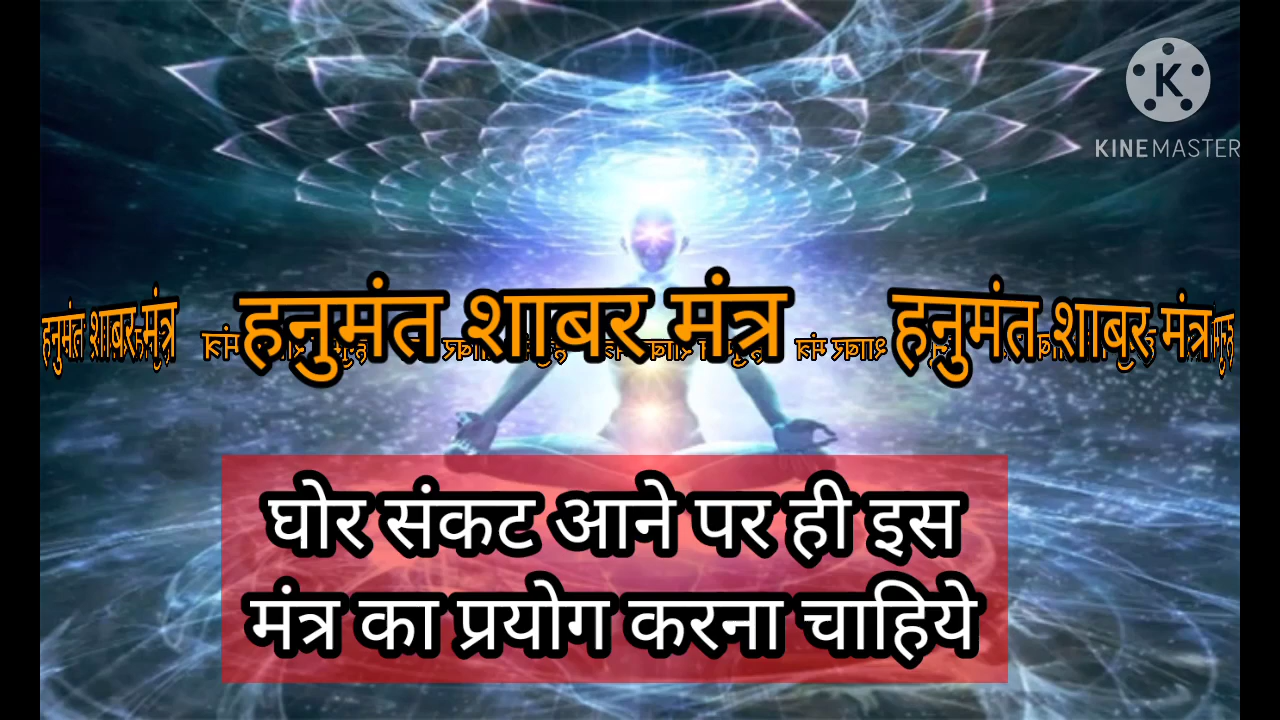 KINEMASTER
हनुमंत शाबर मंत्र हनुमंत शाबर मंत्र हनुमंत शाबर मंत्र
घोर संकट आने पर ही इस
मंत्र का प्रयोग करना चाहिये